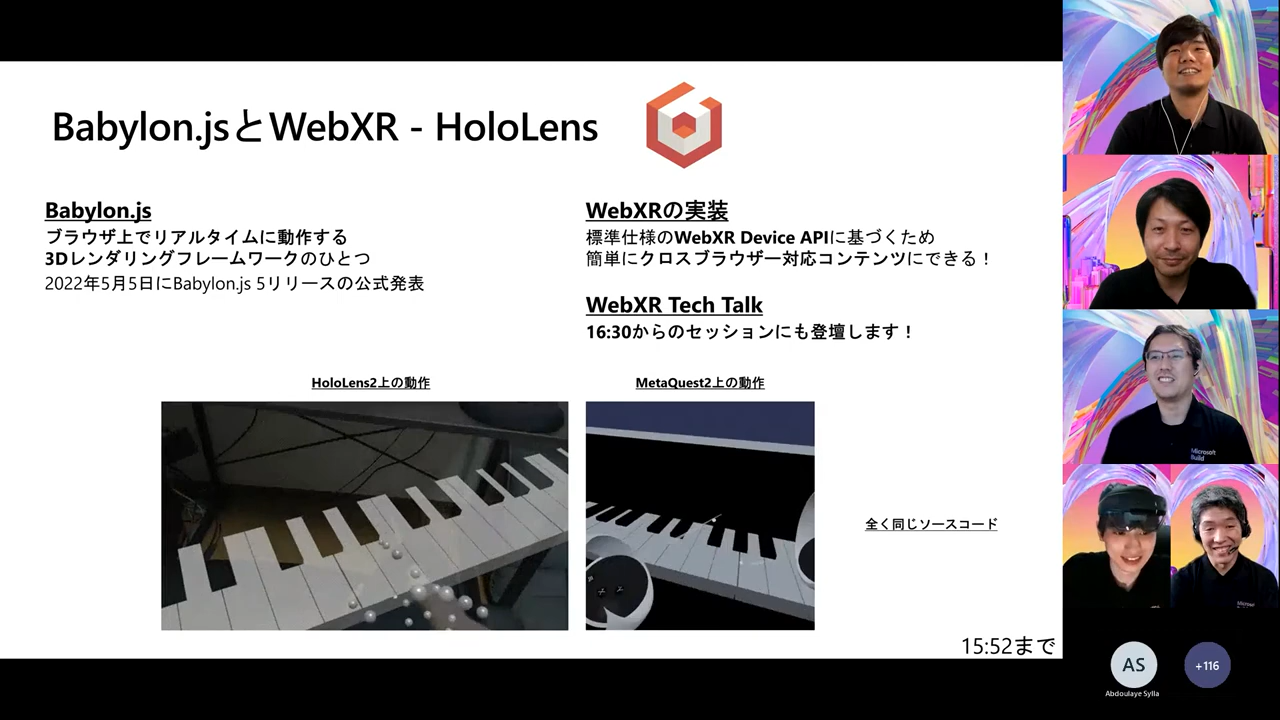 Babylon.jsとWebXR - HoloLens
Babylon.js
ブラウザ上でリアルタイムに動作する
3Dレンダリングフレームワークのひとつ
2022年5月5日にBabylon.js 5リリースの公式発表
WebXRの実装
標準仕様のWebXR Device APIに基づくため
簡単にクロスブラウザー対応コンテンツにできる！
WebXR Tech Talk
16:30からのセッションにも登壇します！
HoloLens2上の動作
MetaQuest2上の動作
全く同じソースコード
15:52まで
Microsoft
Build
AS
Abdoulaye Sylla
+116